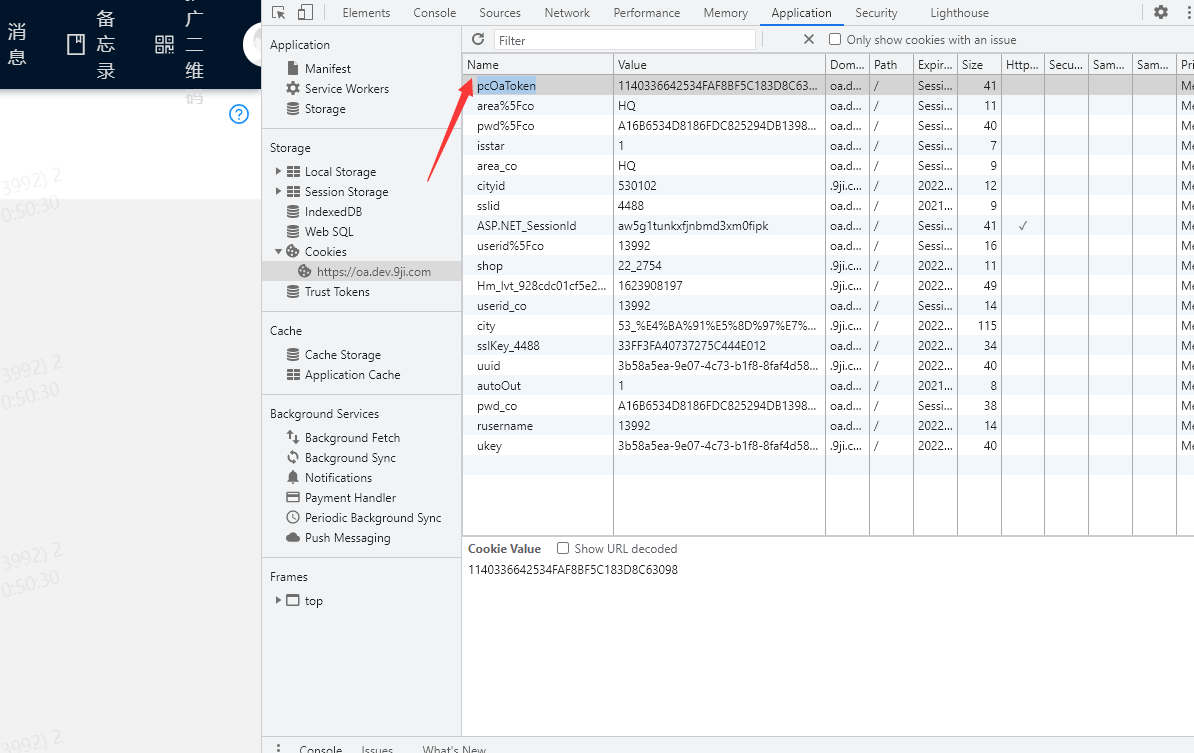 消息
备忘录
广二维码
3992) 2
0:50:30
3992) 2
0:50:30
3992) 2
0:50:30
3992) 2
Elements Console Sources Network Performance Memory Application Security Lighthouse
Application
Manifest
Service Workers
Storage
Storage
Local Storage
Session Storage
IndexedDB
Web SQL
Cookies
https://oa.dev.9ji.com
Trust Tokens
Cache
Cache Storage
Application Cache
Background Services
Background Fetch
Background Sync
Notifications
Payment Handler
Periodic Background Sync
Push Messaging
Frames
top
Filter Only show cookies with an issue
Name Value Dom... Path Expir... Size Http... Secu... Sam... Sam... Pri
pcOaToken 1140336642534FAF8BF5C183D8C63... oa.d... / Sessi... 41 Me
area%5Fco HQ oa.d... / Sessi... 11 Me
pwd%5Fco A16B6534D8186FDC825294DB1398... oa.d... / Sessi... 40 Me
isstar 1 oa.d... / Sessi... 7 Me
area_co HQ oa.d... / Sessi... 9 Me
cityid 530102 .9ji.c... / 2022... 12 Me
sslid 4488 oa.d... / 2021... 9 Me
ASP.NET_SessionId aw5g1tunkxfjnbmd3xm0fipk oa.d... / Sessi... 41 ✓ Me
userid%5Fco 13992 oa.d... / Sessi... 16 Me
shop 22_2754 .9ji.c... / 2022... 11 Me
Hm_lvt_928cdc01cf5e2... 1623908197 .9ji.c... / 2022... 49 Me
userid_co 13992 oa.d... / Sessi... 14 Me
city 53_%E4%BA%91%E5%8D%97%E7%... .9ji.c... / 2022... 115 Me
sslKey_4488 33FF3FA40737275C444E012 oa.d... / 2022... 34 Me
uuid 3b58a5ea-9e07-4c73-b1f8-8faf4d58... .9ji.c... / 2022... 40 Me
autoOut 1 oa.d... / 2021... 8 Me
pwd_co A16B6534D8186FDC825294DB1398... oa.d... / Sessi... 38 Me
rusername 13992 oa.d... / 2022... 14 Me
ukey 3b58a5ea-9e07-4c73-b1f8-8faf4d58... .9ji.c... / 2022... 40 Me
Cookie Value Show URL decoded
1140336642534FAF8BF5C183D8C63098
Console Issues What's New